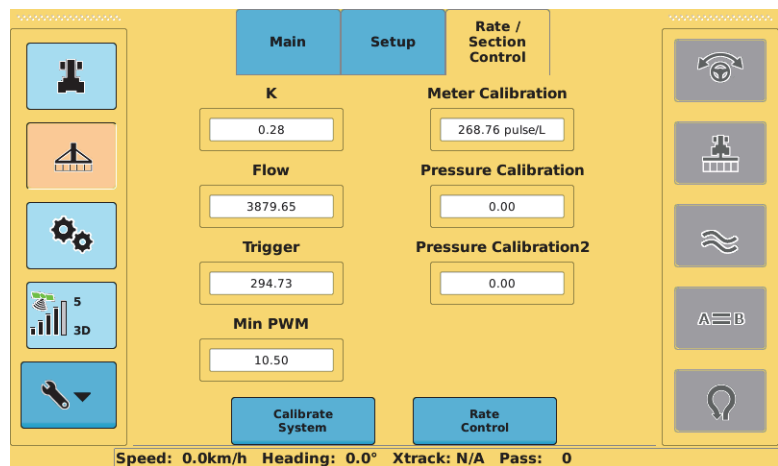 Main
Setup
Rate /
Section
Control
K
Meter Calibration
0.28
268.76 pulse/L
Flow
Pressure Calibration
3879.65
0.00
Trigger
Pressure Calibration2
294.73
0.00
Min PWM
10.50
5
3D
A
B
Calibrate
System
Rate
Control
Speed: 0.0km/h Heading: 0.0° Xtrack: N/A Pass: 0